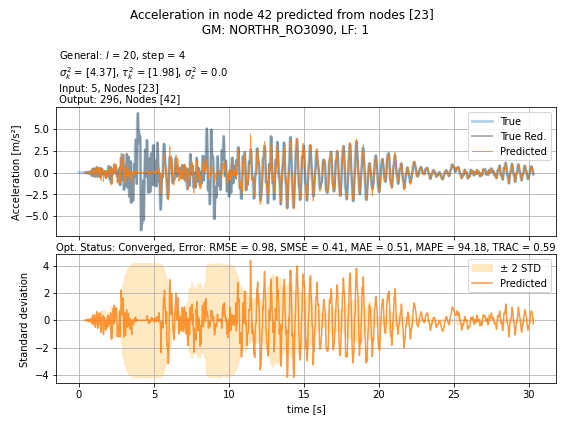 Acceleration in node 42 predicted from nodes [23]
GM: NORTHR_RO3090, LF: 1
General: l = 20, step = 4
σ²ₖ = [4.37], τ²ₖ = [1.98], σ²ε = 0.0
Input: 5, Nodes [23]
Output: 296, Nodes [42]
Acceleration [m/s²]
5.0
2.5
0.0
−2.5
−5.0
True
True Red.
Predicted
Opt. Status: Converged, Error: RMSE = 0.98, SMSE = 0.41, MAE = 0.51, MAPE = 94.18, TRAC = 0.59
Standard deviation
4
2
0
−2
−4
± 2 STD
Predicted
0
5
10
15
20
25
30
time [s]